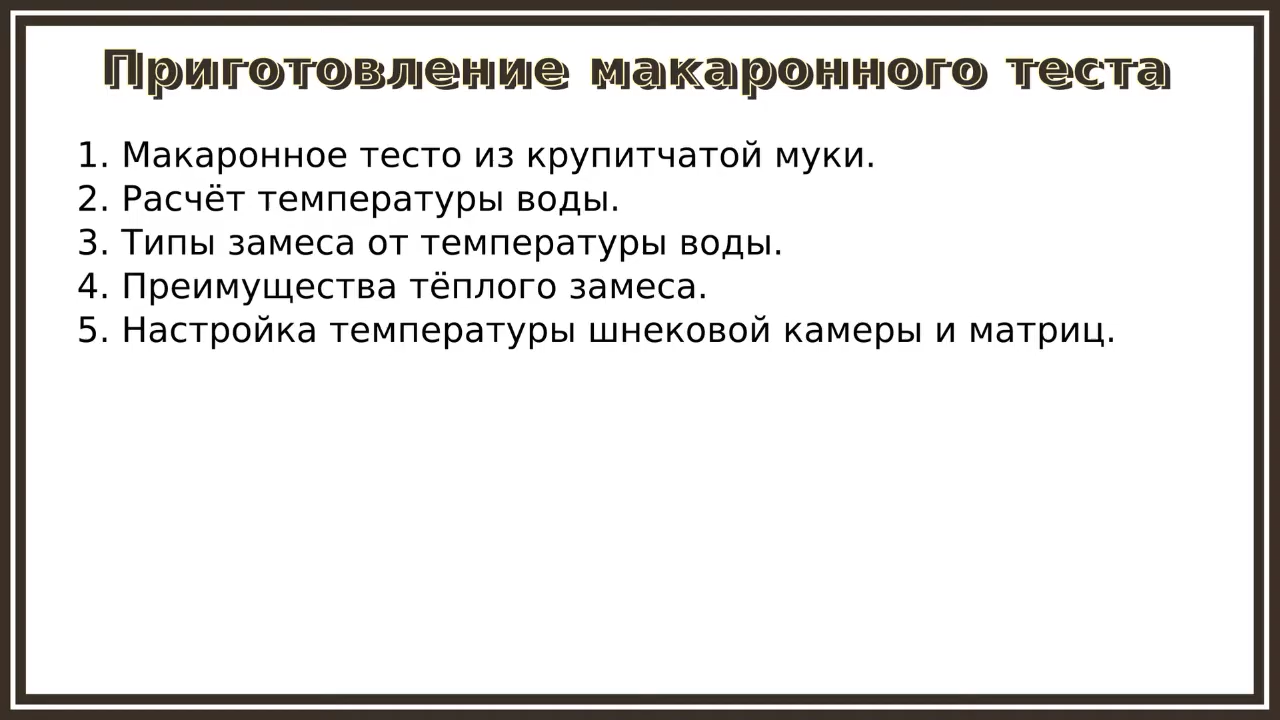 Приготовление макаронного теста
1. Макаронное тесто из крупитчатой муки.
2. Расчёт температуры воды.
3. Типы замеса от температуры воды.
4. Преимущества тёплого замеса.
5. Настройка температуры шнековой камеры и матриц.